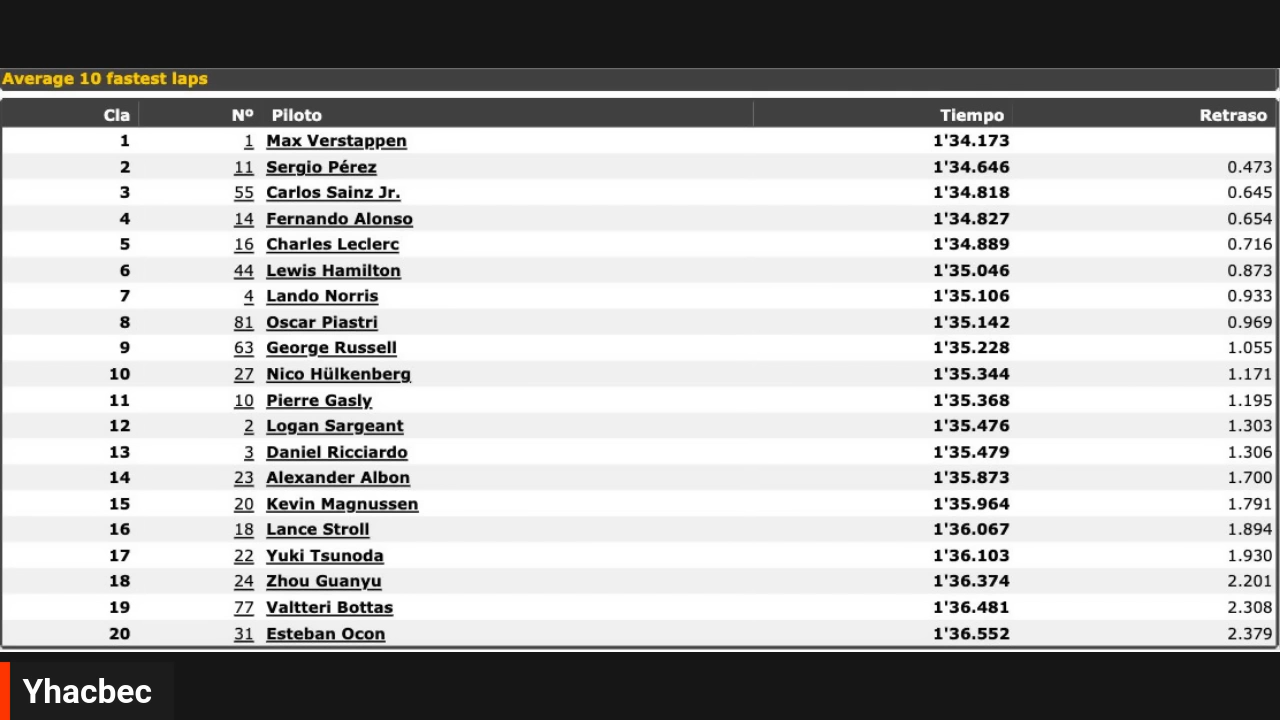 Average 10 fastest laps
Cla Nº Piloto Tiempo Retraso
1 1 Max Verstappen 1'34.173
2 11 Sergio Pérez 1'34.646 0.473
3 55 Carlos Sainz Jr. 1'34.818 0.645
4 14 Fernando Alonso 1'34.827 0.654
5 16 Charles Leclerc 1'34.889 0.716
6 44 Lewis Hamilton 1'35.046 0.873
7 4 Lando Norris 1'35.106 0.933
8 81 Oscar Piastri 1'35.142 0.969
9 63 George Russell 1'35.228 1.055
10 27 Nico Hülkenberg 1'35.344 1.171
11 10 Pierre Gasly 1'35.368 1.195
12 2 Logan Sargeant 1'35.476 1.303
13 3 Daniel Ricciardo 1'35.479 1.306
14 23 Alexander Albon 1'35.873 1.700
15 20 Kevin Magnussen 1'35.964 1.791
16 18 Lance Stroll 1'36.067 1.894
17 22 Yuki Tsunoda 1'36.103 1.930
18 24 Zhou Guanyu 1'36.374 2.201
19 77 Valtteri Bottas 1'36.481 2.308
20 31 Esteban Ocon 1'36.552 2.379
Yhacbec